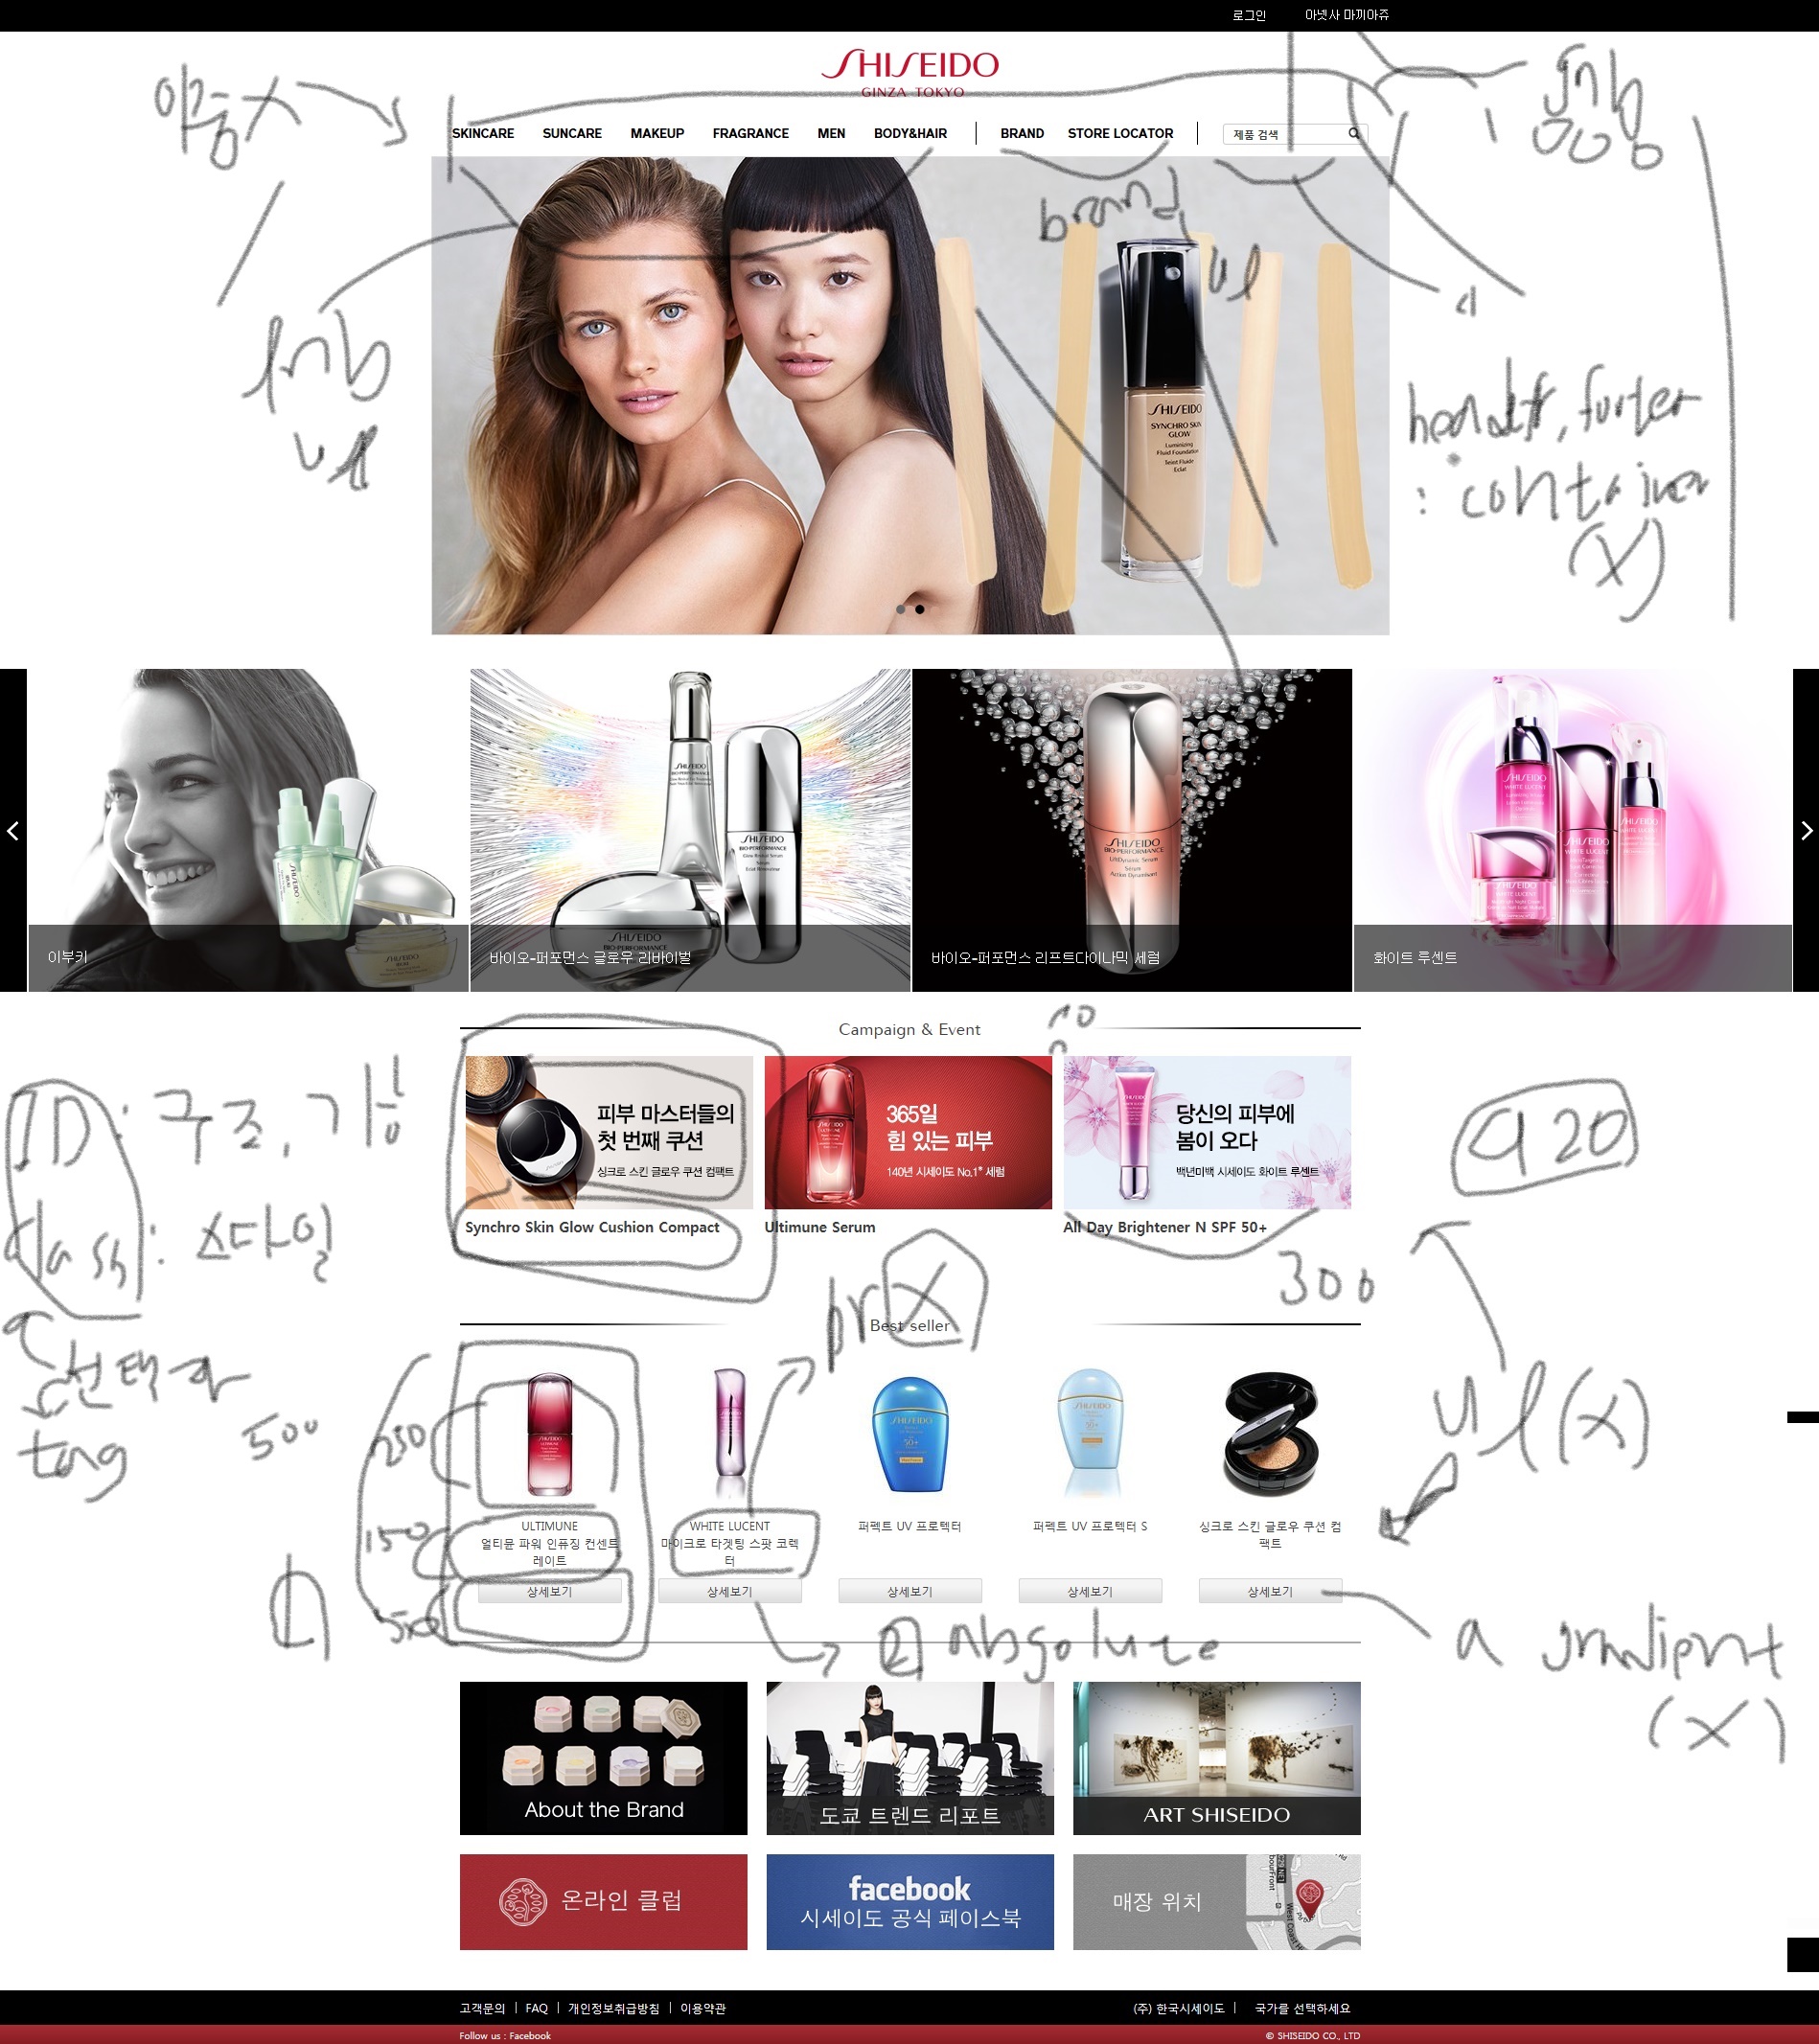 로그인 아넷사 마끼아쥬
SHISEIDO
GINZA TOKYO
SKINCARE SUNCARE MAKEUP FRAGRANCE MEN BODY&HAIR BRAND STORE LOCATOR 제품 검색
brand
ul
ul
container
(x)
SHISEIDO
SYNCHRO SKIN
GLOW
Luminizing
Fluid Foundation
Teint Fluide
Eclat
이부키
바이오-퍼포먼스 글로우 리바이벌
바이오-퍼포먼스 리프트다이나믹 세럼
화이트 루센트
Campaign & Event
피부 마스터들의
첫 번째 쿠션
싱크로 스킨 글로우 쿠션 컴팩트
365일
힘 있는 피부
140년 시세이도 No.1* 세럼
당신의 피부에
봄이 오다
백년미백 시세이도 화이트 루센트
Synchro Skin Glow Cushion Compact
Ultimune Serum
All Day Brightener N SPF 50+
ID: 구조,
class: 스타일
선택자
tag
920
300
br X
Best seller
500
250
150
50
ul (x)
ULTIMUNE
얼티뮨 파워 인퓨징 컨센트
레이트
WHITE LUCENT
마이크로 타겟팅 스팟 코렉
터
퍼펙트 UV 프로텍터
퍼펙트 UV 프로텍터 S
싱크로 스킨 글로우 쿠션 컴
팩트
상세보기 상세보기 상세보기 상세보기 상세보기
absolute
a gradient
(x)
About the Brand
도쿄 트렌드 리포트
ART SHISEIDO
온라인 클럽
facebook
시세이도 공식 페이스북
매장 위치
고객문의 FAQ 개인정보취급방침 이용약관 (주) 한국시세이도 국가를 선택하세요
Follow us : Facebook © SHISEIDO CO., LTD